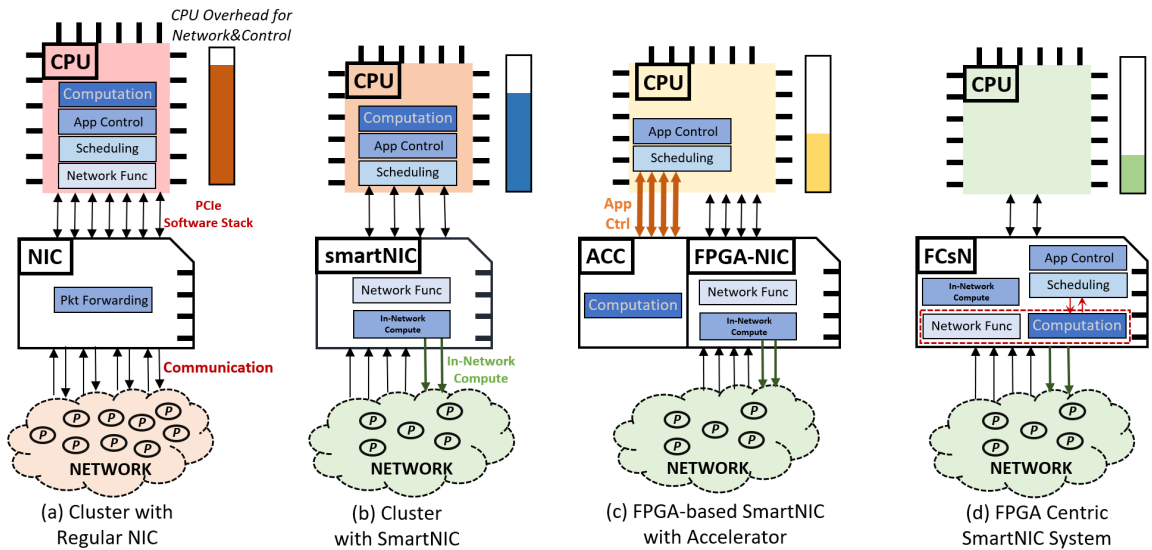 CPU Overhead for
Network&Control
CPU
Computation
App Control
Scheduling
Network Func
PCIe
Software Stack
NIC
Pkt Forwarding
Communication
P
P
P
P
P
P
P
P
NETWORK
(a) Cluster with
Regular NIC
CPU
Computation
App Control
Scheduling
smartNIC
Network Func
In-Network
Compute
In-Network
Compute
P
P
P
P
P
NETWORK
(b) Cluster
with SmartNIC
CPU
App Control
Scheduling
App
Ctrl
ACC
Computation
FPGA-NIC
Network Func
In-Network
Compute
P
P
P
P
P
NETWORK
(c) FPGA-based SmartNIC
with Accelerator
CPU
FCsN
App Control
Scheduling
In-Network
Compute
Network Func
Computation
P
P
P
P
P
NETWORK
(d) FPGA Centric
SmartNIC System